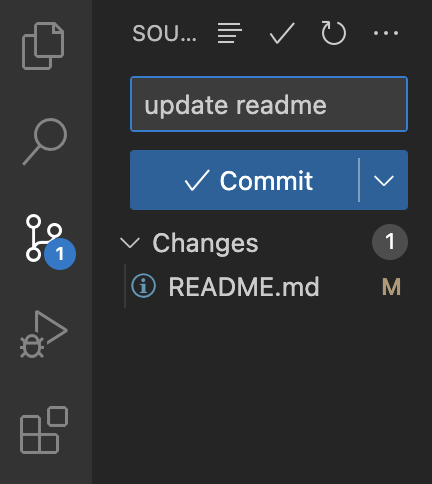 SOU...
update readme
Commit
1
Changes 1
README.md M